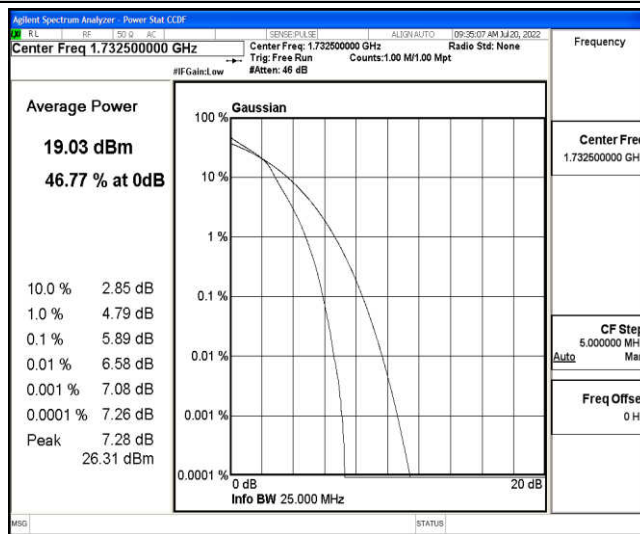 Agilent Spectrum Analyzer - Power Stat CCDF
RL RF 50 Ω AC SENSE:PULSE ALIGN AUTO 09:35:07 AM Jul 20, 2022
Center Freq 1.732500000 GHz
Center Freq: 1.732500000 GHz Radio Std: None
Trig: Free Run Counts:1.00 M/1.00 Mpt
#IFGain:Low #Atten: 46 dB
Frequency
Average Power
19.03 dBm
46.77 % at 0dB
10.0 % 2.85 dB
1.0 % 4.79 dB
0.1 % 5.89 dB
0.01 % 6.58 dB
0.001 % 7.08 dB
0.0001 % 7.26 dB
Peak 7.28 dB
26.31 dBm
Gaussian
100 %
10 %
1 %
0.1 %
0.01 %
0.001 %
0.0001 %
0 dB 20 dB
Info BW 25.000 MHz
Center Freq
1.732500000 GH
CF Step
5.000000 MH
Auto Ma
Freq Offse
0 H
MSG STATUS